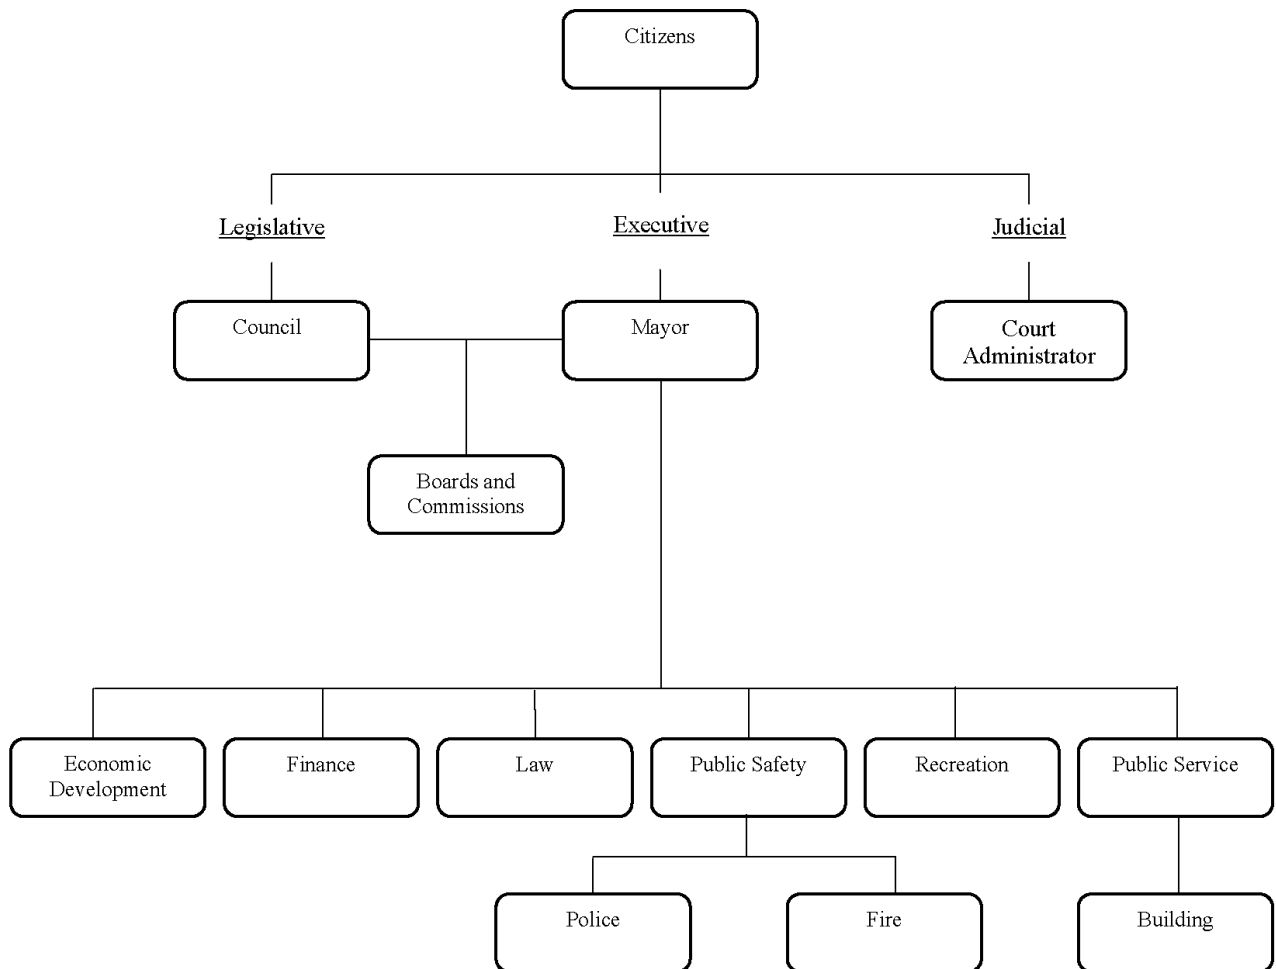 Citizens
Legislative
Executive
Judicial
Council
Mayor
Court
Administrator
Boards and
Commissions
Economic
Development
Finance
Law
Public Safety
Recreation
Public Service
Police
Fire
Building